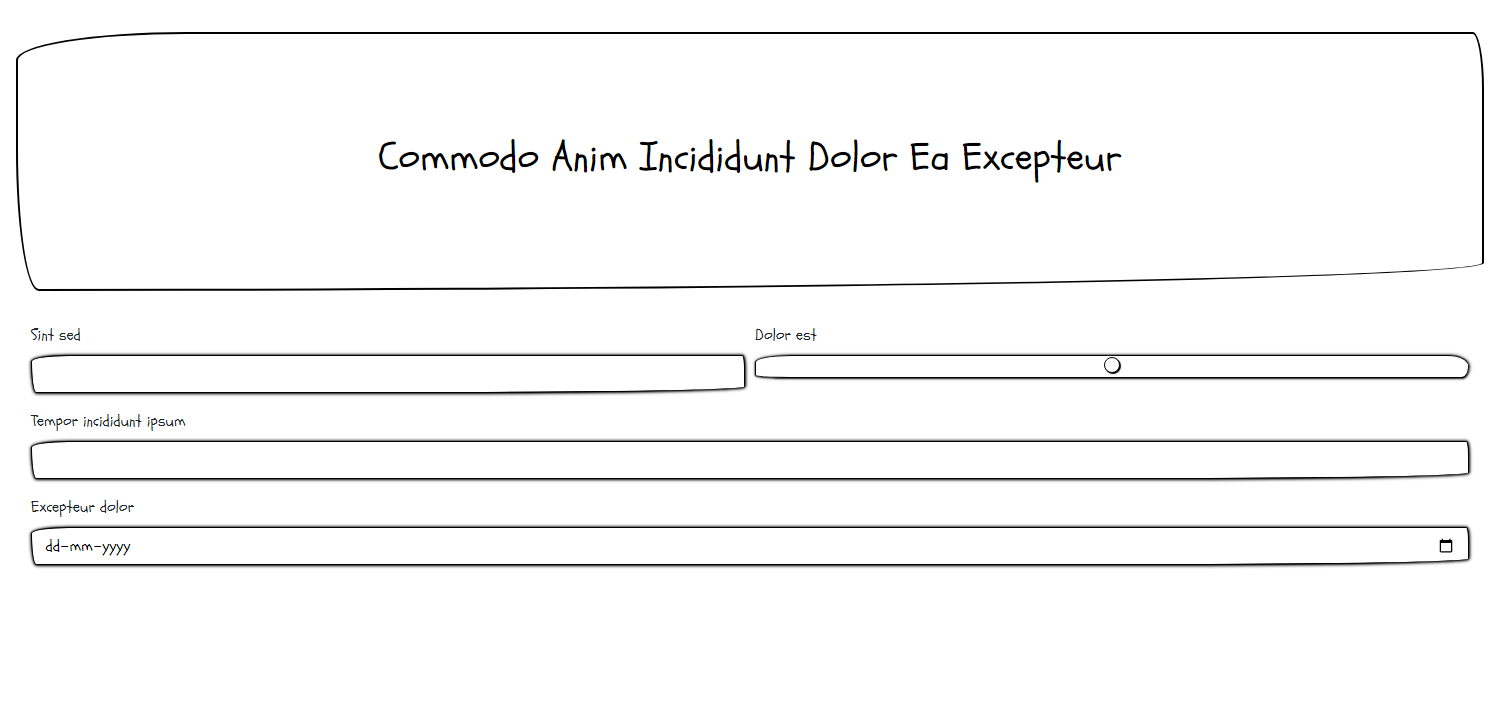 Commodo Anim Incididunt Dolor Ea Excepteur
Sint sed
Dolor est
Tempor incididunt ipsum
Excepteur dolor
dd-mm-yyyy